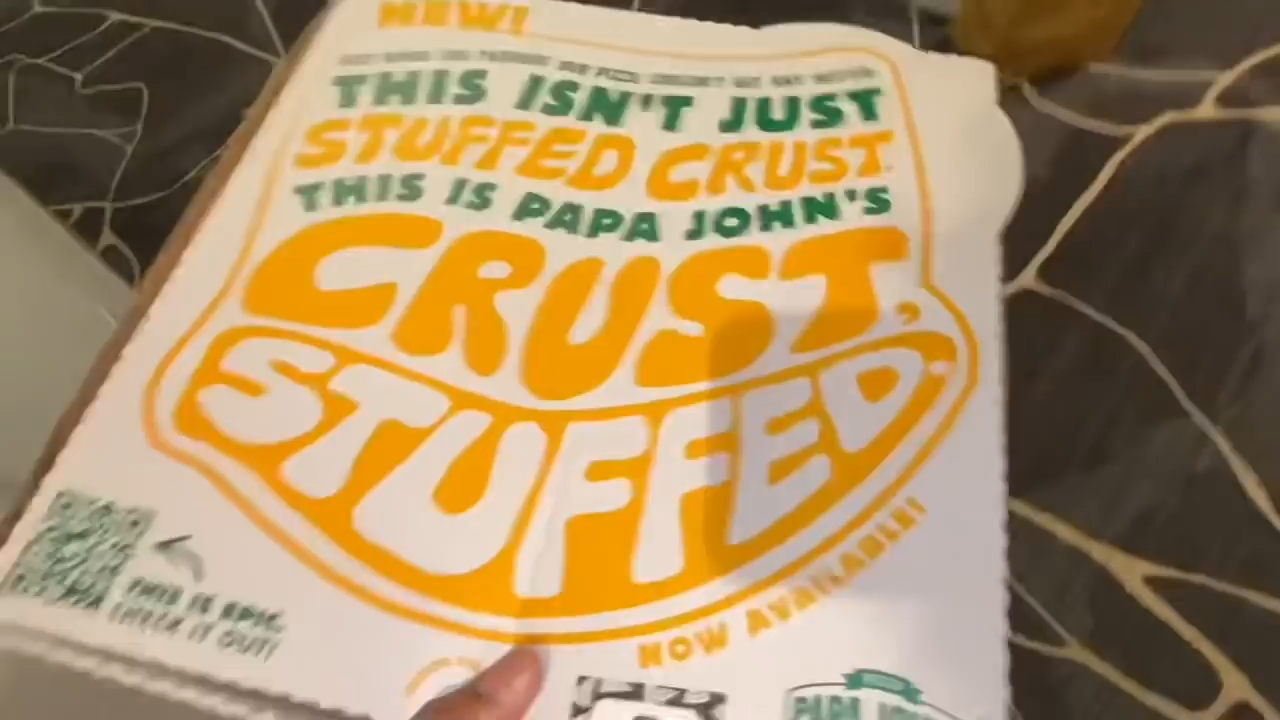 NEW!
THIS ISN'T JUST
STUFFED CRUST.
THIS IS PAPA JOHN'S
CRUST,
STUFFED.
NOW AVAILABLE!
THIS IS EPIC.
CHECK IT OUT!
PAPA